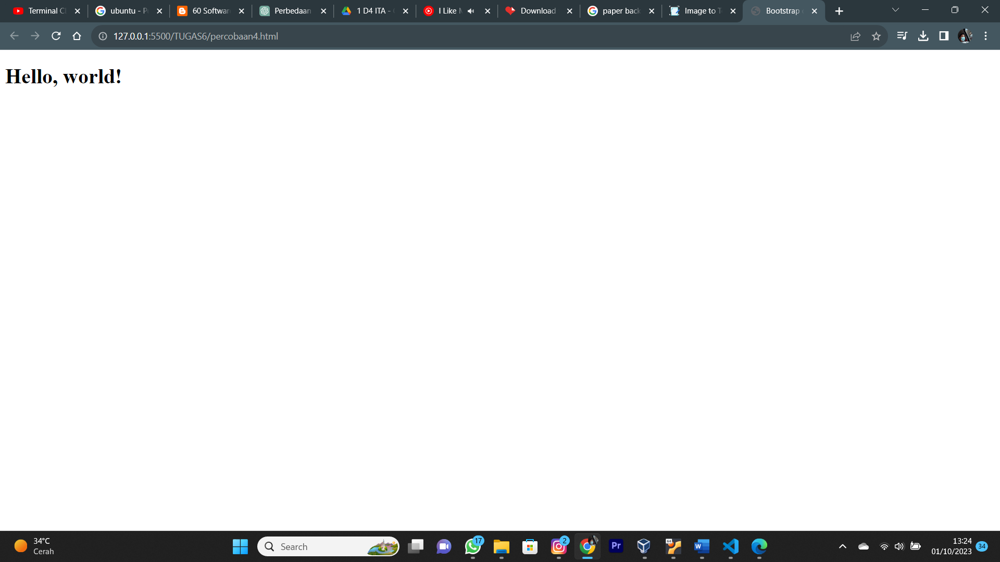 Terminal
ubuntu -
60 Softwar
Perbedaan
1 D4 ITA -
I Like
Download
paper back
Image to
Bootstrap
127.0.0.1:5500/TUGAS6/percobaan4.html
Hello, world!
34°C
Cerah
Search
17
2
Pr
64
W
13:24
01/10/2023
34